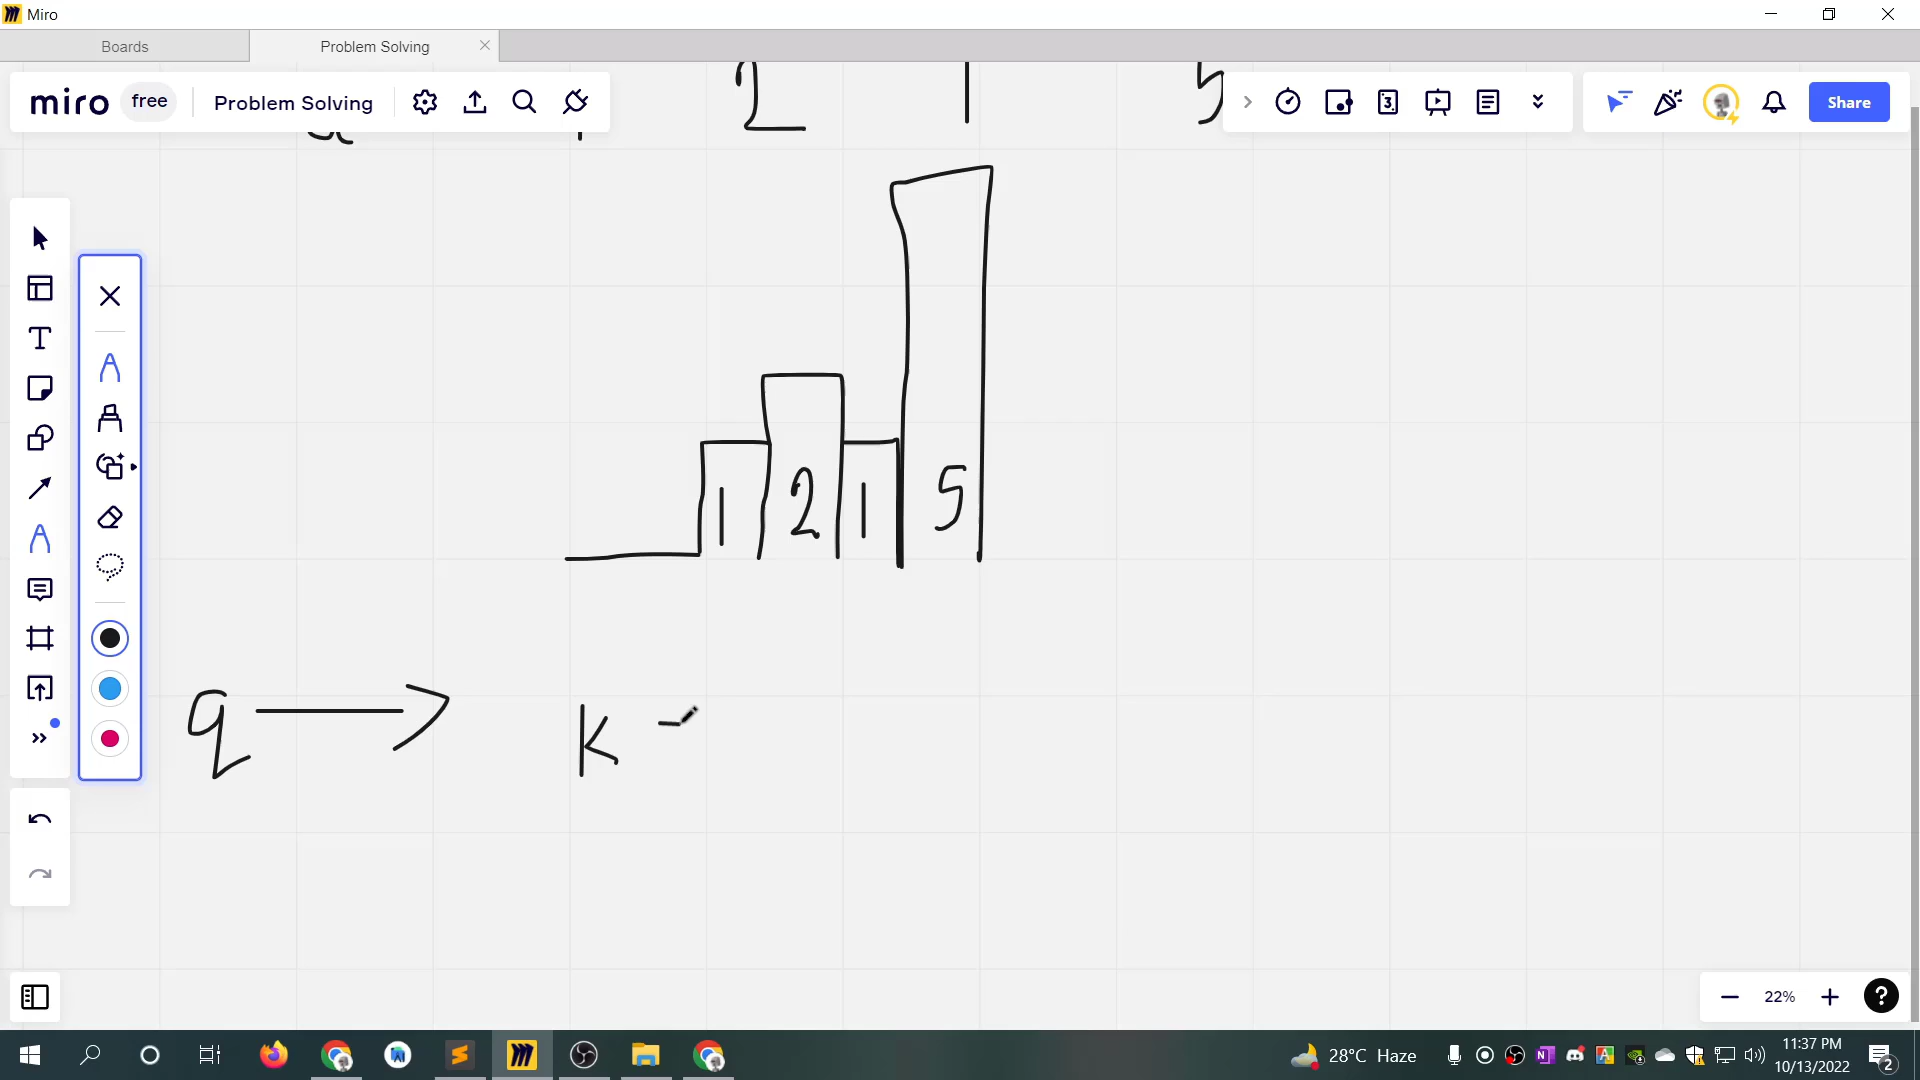 Miro
Boards
Problem Solving
miro
free
Problem Solving
Share
2 1 5
1 2 1 5
q → K -
22%
28°C Haze
11:37 PM
10/13/2022
2